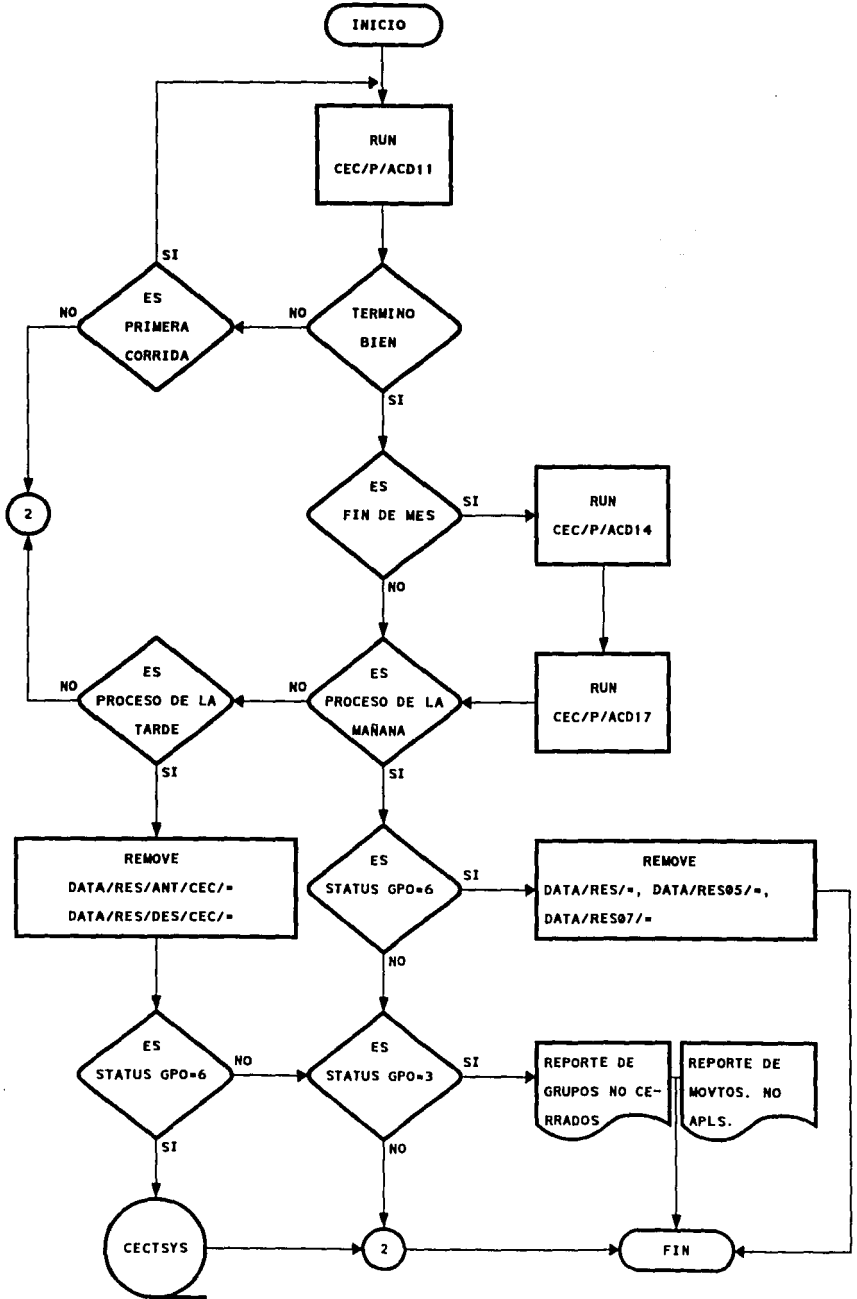 INICIO
RUN
CEC/P/ACD11
SI
ES
PRIMERA
CORRIDA
NO
NO
TERMINO
BIEN
SI
2
ES
FIN DE MES
SI
RUN
CEC/P/ACD14
NO
ES
PROCESO DE LA
TARDE
NO
NO
ES
PROCESO DE LA
MAÑANA
RUN
CEC/P/ACD17
SI
SI
REMOVE
DATA/RES/ANT/CEC/=
DATA/RES/DES/CEC/=
ES
STATUS GPO=6
SI
REMOVE
DATA/RES/=, DATA/RES05/=,
DATA/RES07/=
NO
ES
STATUS GPO=6
NO
ES
STATUS GPO=3
SI
REPORTE DE
GRUPOS NO CE-
RRADOS
REPORTE DE
MOVTOS. NO
APLS.
SI
NO
CECTSYS
2
FIN